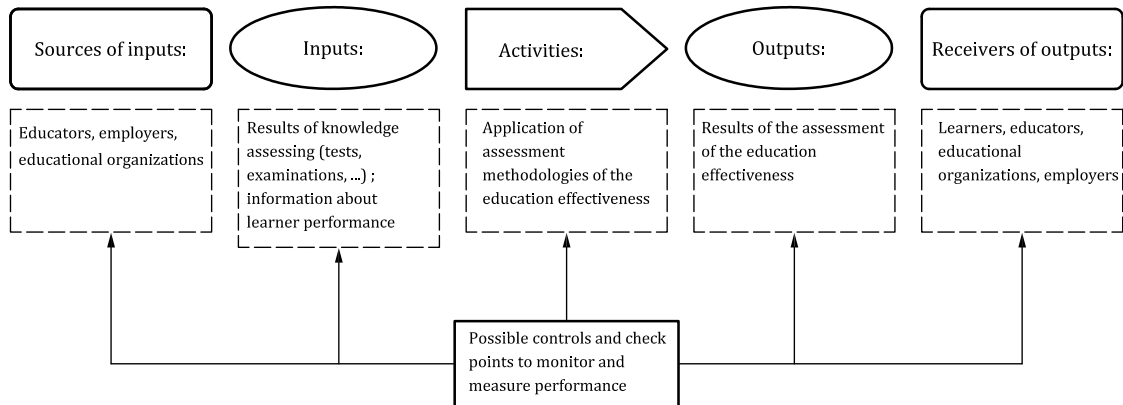 Sources of inputs:
Inputs:
Activities:
Outputs:
Receivers of outputs:
Educators, employers,
educational organizations
Results of knowledge
assessing (tests,
examinations, ...) ;
information about
learner performance
Application of
assessment
methodologies of the
education effectiveness
Results of the assessment
of the education
effectiveness
Learners, educators,
educational
organizations, employers
Possible controls and check
points to monitor and
measure performance